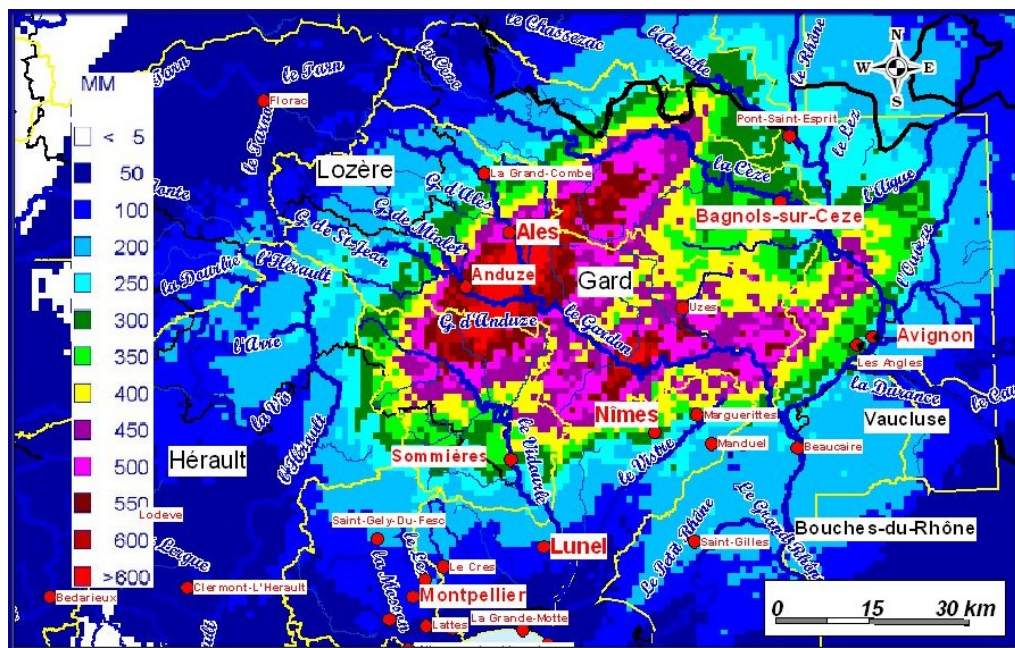 MM
< 5
50
100
200
250
300
350
400
450
500
550
600
>600
Tarn
le Tarn
Florac
le Tarnon
la Cèze
le Chassezac
l'Ardèche
le Rhône
N
W
E
S
Pont-Saint-Esprit
le Lez
Lozère
La Grand-Combe
la Cèze
l'Aigue
G. d'Ales
Bagnols-sur-Ceze
G. de Mialet
G. de St-Jean
Ales
l'Ouèze
la Dourbie
l'Hérault
Anduze
Gard
G. d'Anduze
Uzes
le Gardon
Avignon
l'Arre
Les Angles
la Durance
la Vis
Nîmes
Marguerittes
Vaucluse
Manduel
Beaucaire
Hérault
l'Hérault
Sommières
le Vidourle
le Vistre
Lodeve
Saint-Gely-Du-Fesc
Le Petit Rhône
Le Grand Rhône
Bouches-du-Rhône
Lunel
Saint-Gilles
le Lez
Le Cres
Clermont-L'Herault
Bedarieux
Montpellier
La Grande-Motte
Lattes
0 15 30 km